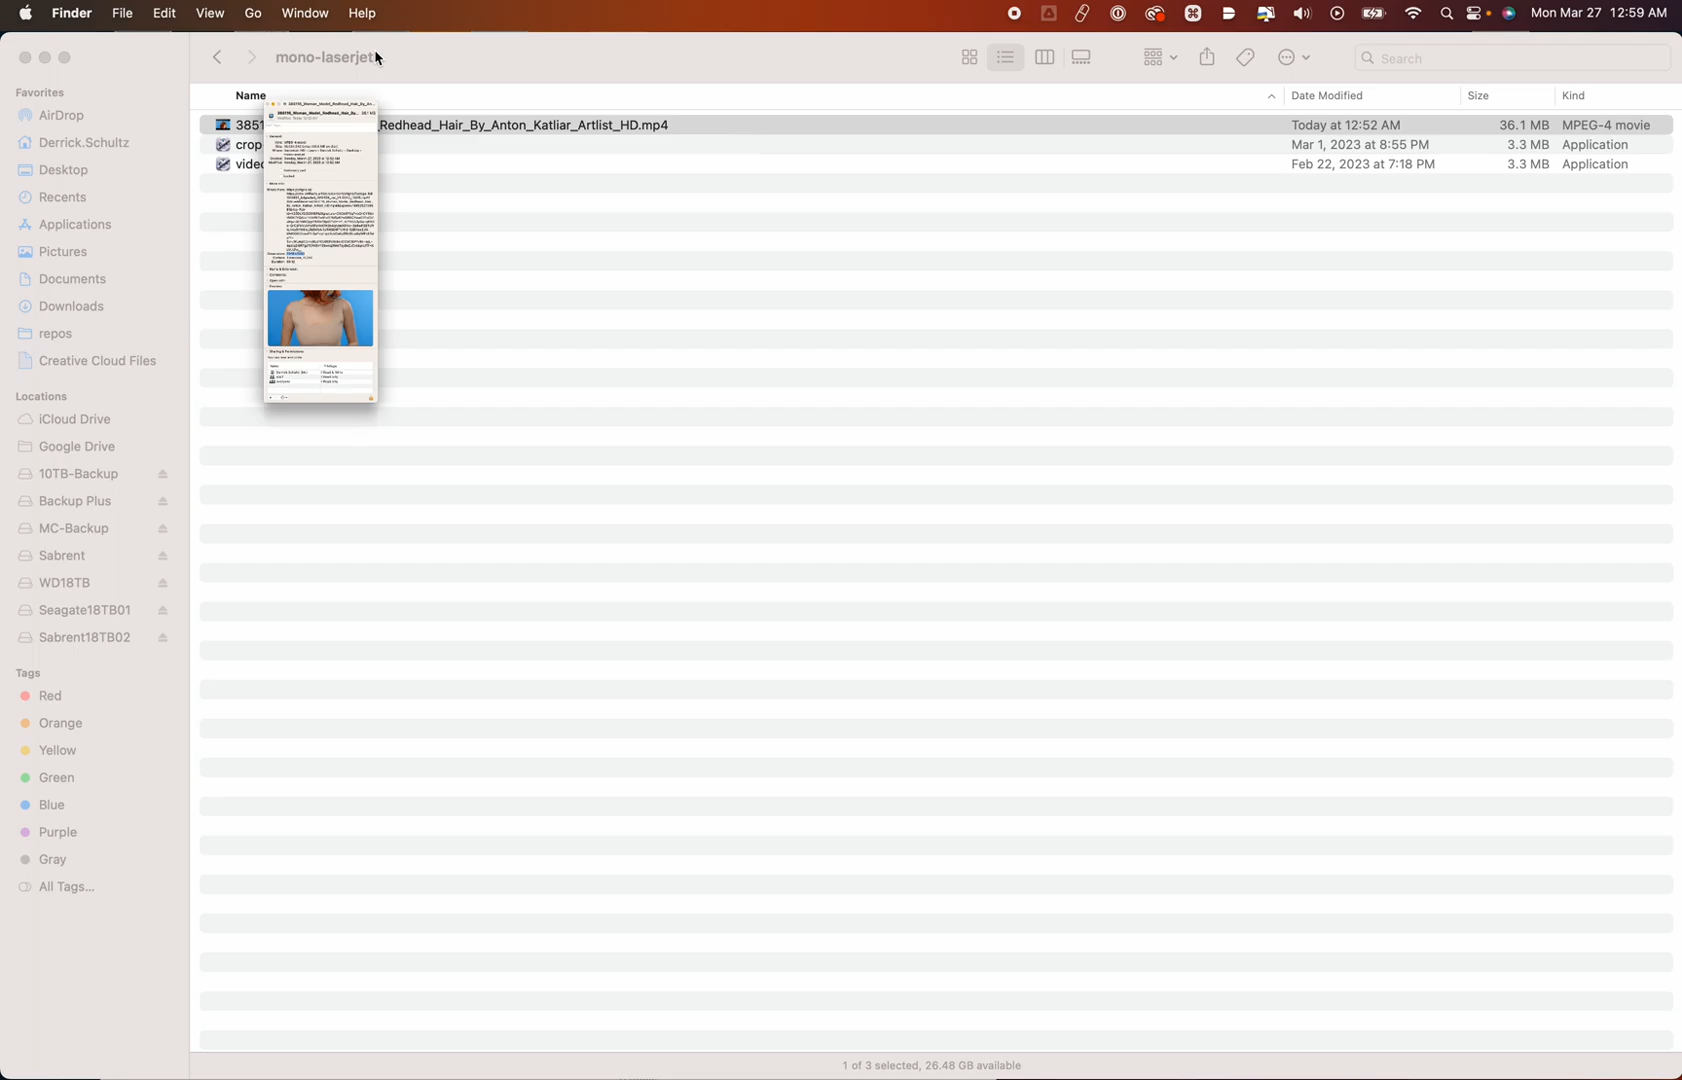 Finder File Edit View Go Window Help Mon Mar 27 12:59 AM
mono-laserjet
Search
Favorites
AirDrop
Derrick.Schultz
Desktop
Recents
Applications
Pictures
Documents
Downloads
repos
Creative Cloud Files
Locations
iCloud Drive
Google Drive
10TB-Backup
Backup Plus
MC-Backup
Sabrent
WD18TB
Seagate18TB01
Sabrent18TB02
Tags
Red
Orange
Yellow
Green
Blue
Purple
Gray
All Tags...
Name Date Modified Size Kind
3851 _Redhead_Hair_By_Anton_Katliar_Artlist_HD.mp4 Today at 12:52 AM 36.1 MB MPEG-4 movie
crop Mar 1, 2023 at 8:55 PM 3.3 MB Application
video Feb 22, 2023 at 7:18 PM 3.3 MB Application
1 of 3 selected, 26.48 GB available